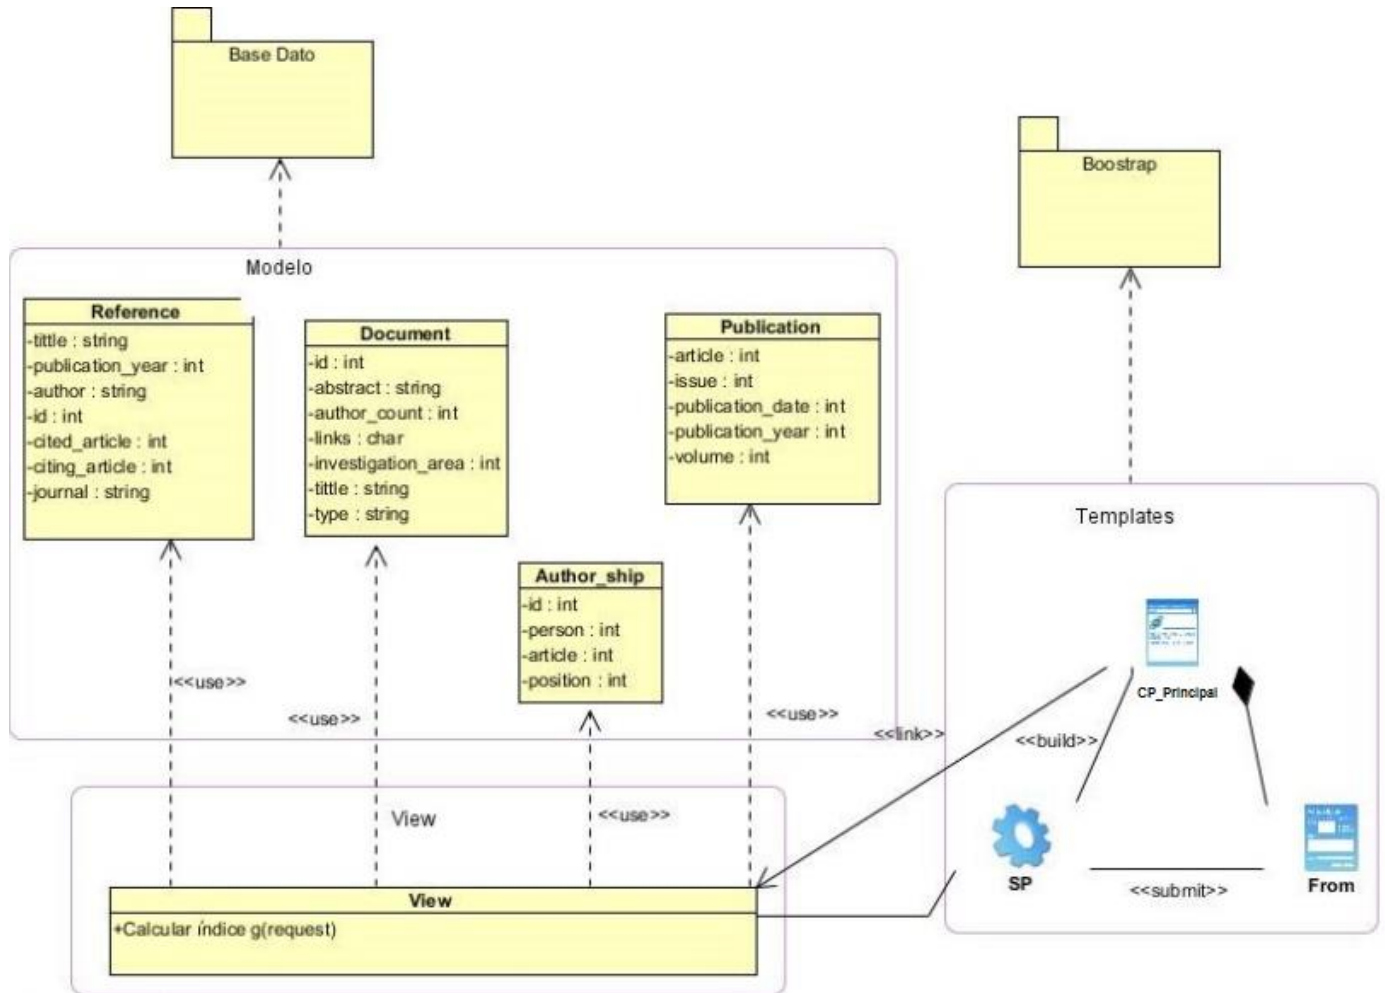 Base Dato
Boostrap
Modelo
Reference
-tittle : string
-publication_year : int
-author : string
-id : int
-cited_article : int
-citing_article : int
-journal : string
Document
-id : int
-abstract : string
-author_count : int
-links : char
-investigation_area : int
-tittle : string
-type : string
Publication
-article : int
-issue : int
-publication_date : int
-publication_year : int
-volume : int
Author_ship
-id : int
-person : int
-article : int
-position : int
<<use>>
<<use>>
<<use>>
<<use>>
<<link>>
View
View
+Calcular índice g(request)
Templates
CP_Principal
<<build>>
SP
<<submit>>
From